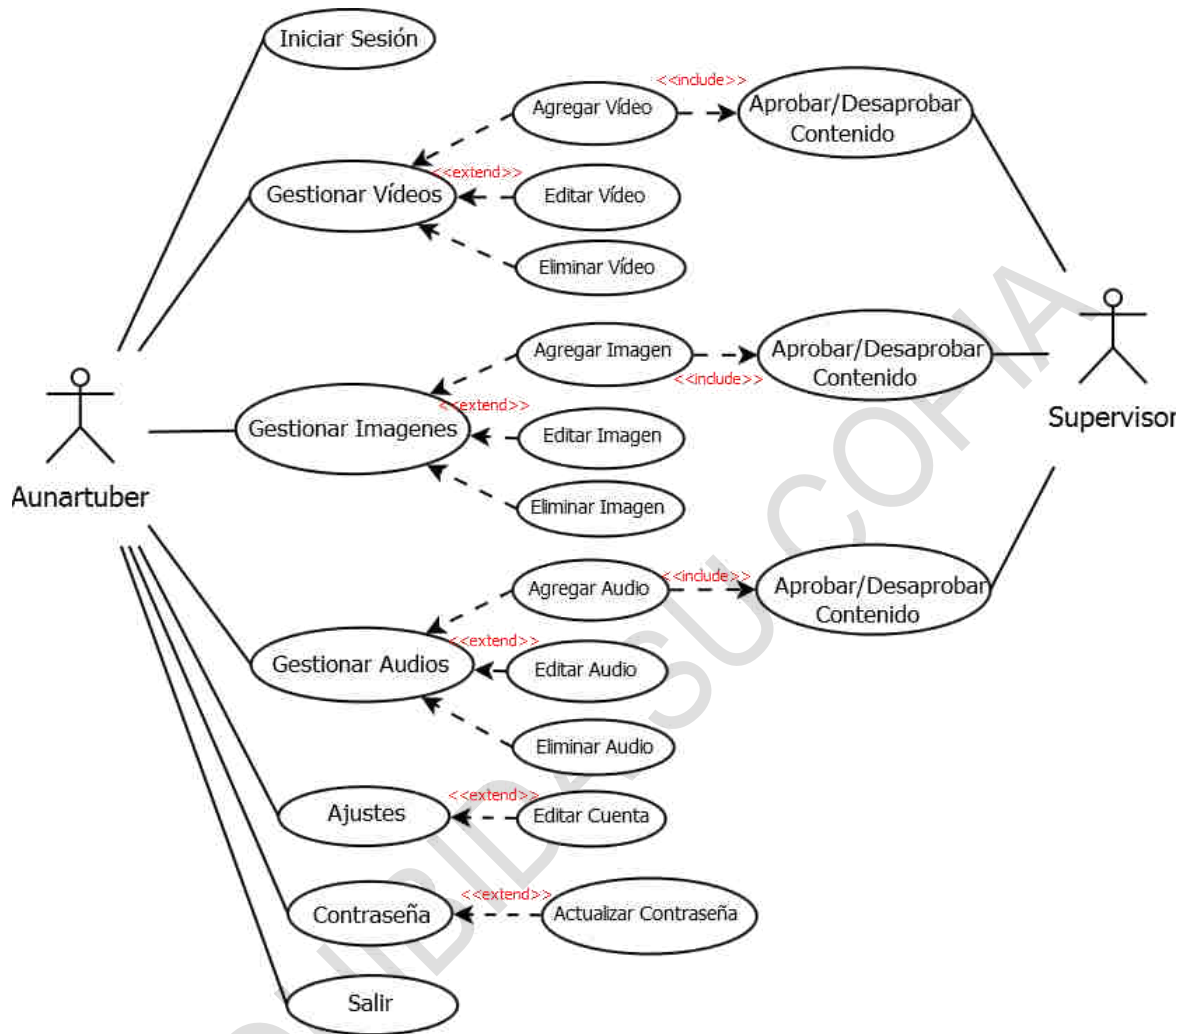 Iniciar Sesión
<<include>>
Agregar Vídeo
Aprobar/Desaprobar
Contenido
<<extend>>
Gestionar Vídeos
Editar Vídeo
Eliminar Vídeo
Agregar Imagen
Aprobar/Desaprobar
Contenido
<<include>>
<<extend>>
Gestionar Imagenes
Editar Imagen
Supervisor
Aunartuber
Eliminar Imagen
<<include>>
Agregar Audio
Aprobar/Desaprobar
Contenido
<<extend>>
Gestionar Audios
Editar Audio
Eliminar Audio
<<extend>>
Ajustes
Editar Cuenta
<<extend>>
Contraseña
Actualizar Contraseña
Salir
SU COPIA